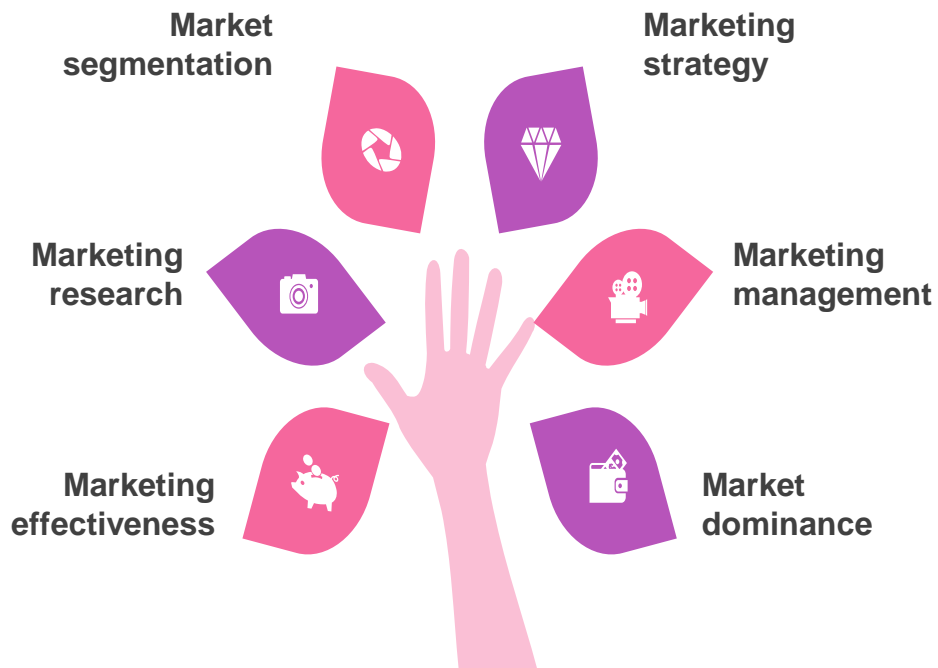 Market
segmentation
Marketing
strategy
Marketing
research
Marketing
management
Marketing
effectiveness
Market
dominance